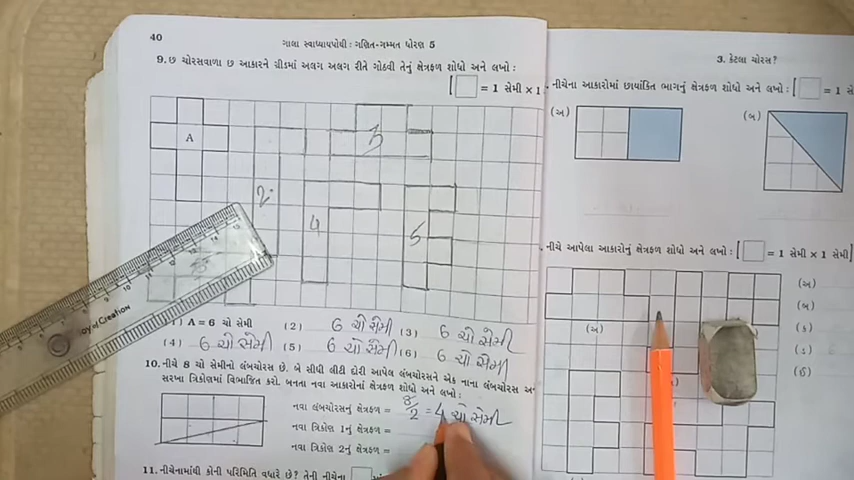 40
ગાલા સ્વાધ્યાયપોથી : ગણિત-ગમ્મત ધોરણ 5
9. છ ચોરસવાળા છ આકારને ગ્રીડમાં અલગ અલગ રીતે ગોઠવી તેનું ક્ષેત્રફળ શોધો અને લખો :
= 1 સેમી × 1
A
2
3
4
5
Joy of Creation
(1) A = 6 ચો સેમી (2) 6 ચો સેમી (3) 6 ચો સેમી
(4) 6 ચો સેમી (5) 6 ચો સેમી (6) 6 ચો સેમી
10. નીચે 8 ચો સેમીનો લંબચોરસ છે. બે સીધી લીટી દોરી આપેલ લંબચોરસને એક નાના લંબચોરસ અ
સરખા ત્રિકોણમાં વિભાજિત કરો. બનતા નવા આકારોનાં ક્ષેત્રફળ શોધો અને લખો :
નવા લંબચોરસનું ક્ષેત્રફળ = 8/2 = 4 ચો સેમી
નવા ત્રિકોણ 1નું ક્ષેત્રફળ =
નવા ત્રિકોણ 2નું ક્ષેત્રફળ =
11. નીચેનામાંથી કોની પરિમિતિ વધારે છે? તેની નીચેના
3. કેટલા ચોરસ?
નીચેના આકારોમાં છાયાંકિત ભાગનું ક્ષેત્રફળ શોધો અને લખો :
= 1 સે
(અ)
(બ)
નીચે આપેલા આકારોનું ક્ષેત્રફળ શોધો અને લખો :
= 1 સેમી × 1 સેમી
(અ)
(અ)
(બ)
(ક)
(ડ)
(ઈ)